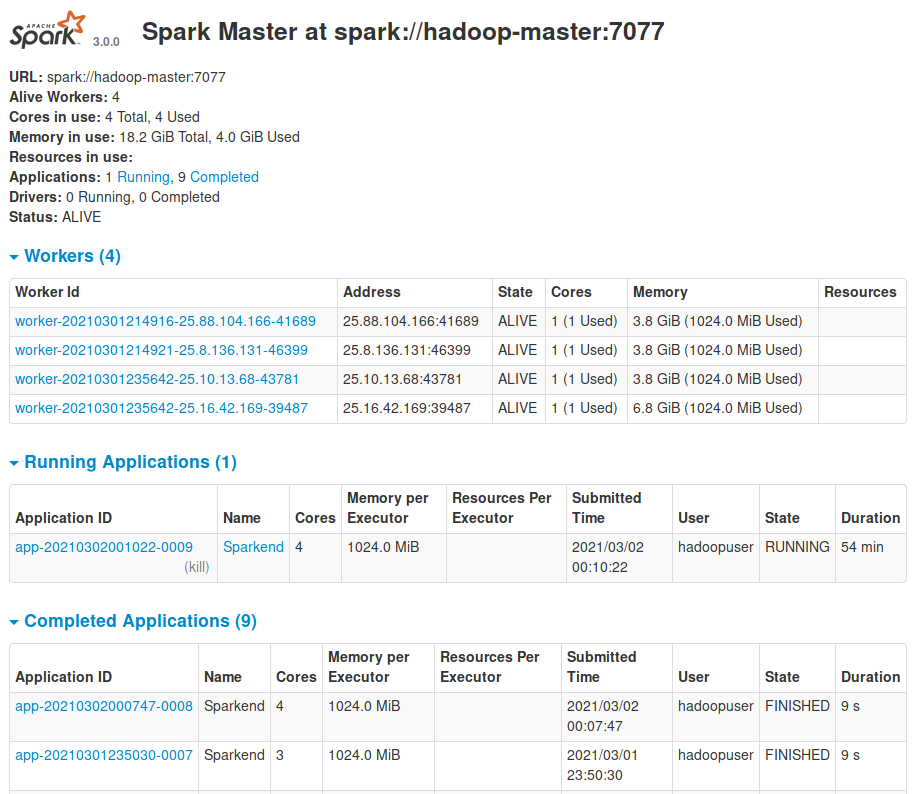 APACHE
Spark 3.0.0 Spark Master at spark://hadoop-master:7077
URL: spark://hadoop-master:7077
Alive Workers: 4
Cores in use: 4 Total, 4 Used
Memory in use: 18.2 GiB Total, 4.0 GiB Used
Resources in use:
Applications: 1 Running, 9 Completed
Drivers: 0 Running, 0 Completed
Status: ALIVE
Workers (4)
Worker Id Address State Cores Memory Resources
worker-20210301214916-25.88.104.166-41689 25.88.104.166:41689 ALIVE 1 (1 Used) 3.8 GiB (1024.0 MiB Used)
worker-20210301214921-25.8.136.131-46399 25.8.136.131:46399 ALIVE 1 (1 Used) 3.8 GiB (1024.0 MiB Used)
worker-20210301235642-25.10.13.68-43781 25.10.13.68:43781 ALIVE 1 (1 Used) 3.8 GiB (1024.0 MiB Used)
worker-20210301235642-25.16.42.169-39487 25.16.42.169:39487 ALIVE 1 (1 Used) 6.8 GiB (1024.0 MiB Used)
Running Applications (1)
Memory per Resources Per Submitted
Application ID Name Cores Executor Executor Time User State Duration
app-20210302001022-0009 Sparkend 4 1024.0 MiB 2021/03/02 hadoopuser RUNNING 54 min
(kill) 00:10:22
Completed Applications (9)
Memory per Resources Per Submitted
Application ID Name Cores Executor Executor Time User State Duration
app-20210302000747-0008 Sparkend 4 1024.0 MiB 2021/03/02 hadoopuser FINISHED 9 s
00:07:47
app-20210301235030-0007 Sparkend 3 1024.0 MiB 2021/03/01 hadoopuser FINISHED 9 s
23:50:30